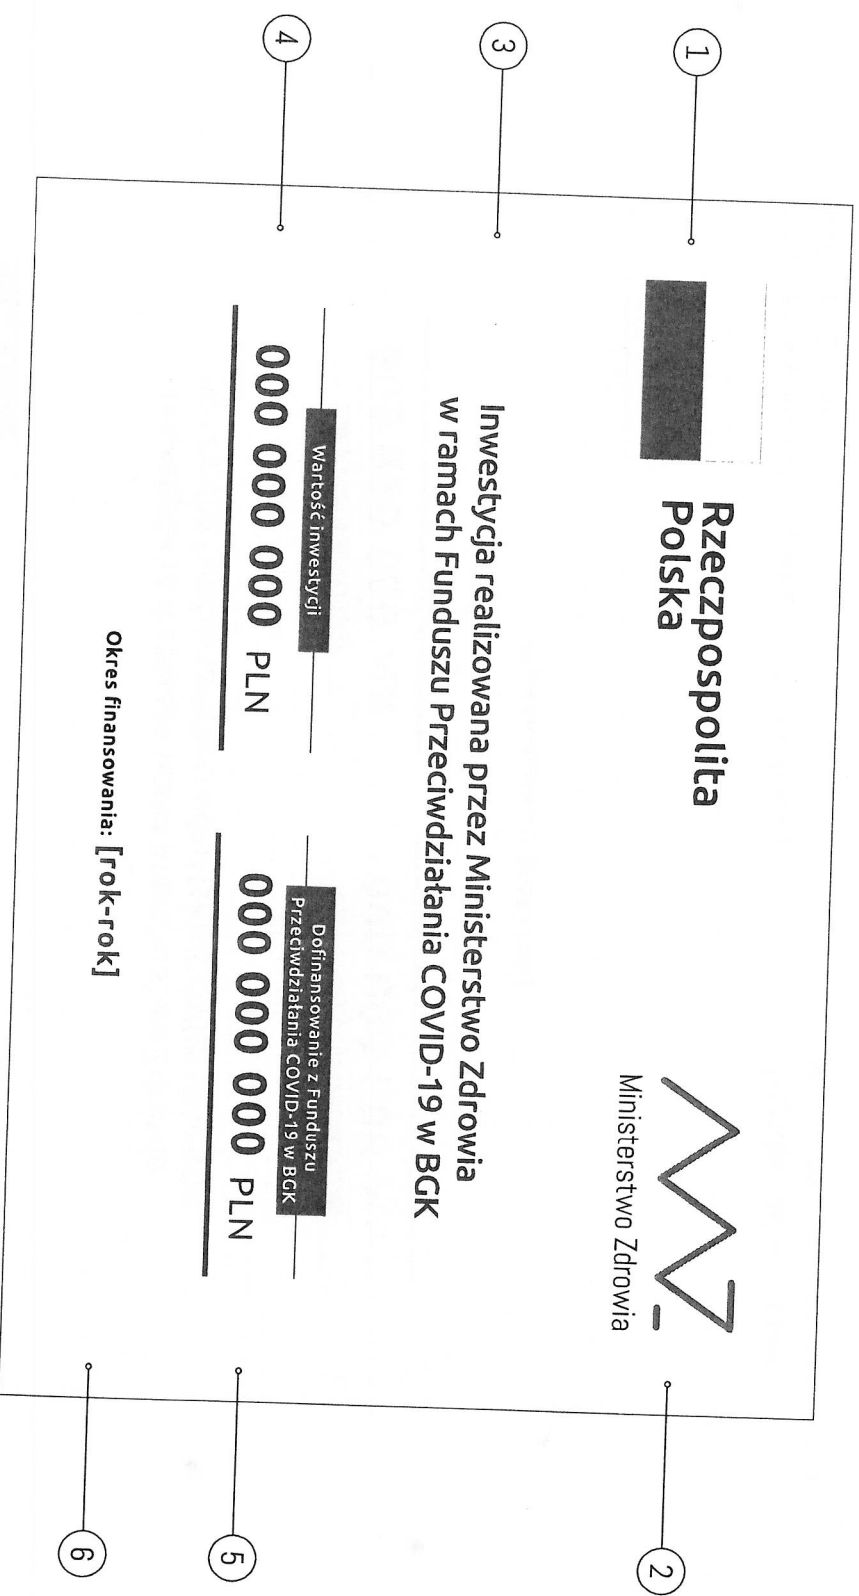 1
Rzeczpospolita
Polska
Ministerstwo Zdrowia
2
3
Inwestycja realizowana przez Ministerstwo Zdrowia
w ramach Funduszu Przeciwdziałania COVID-19 w BGK
4
Wartość inwestycji
000 000 000 PLN
Dofinansowanie z Funduszu
Przeciwdziałania COVID-19 w BGK
000 000 000 PLN
5
Okres finansowania: [rok-rok]
6